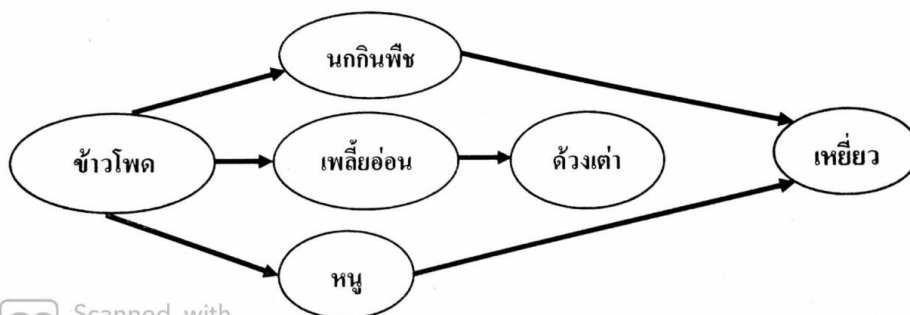 นกกินพืช
ข้าวโพด
เพลี้ยอ่อน
ด้วงเต่า
เหยี่ยว
หนู
Scanned with